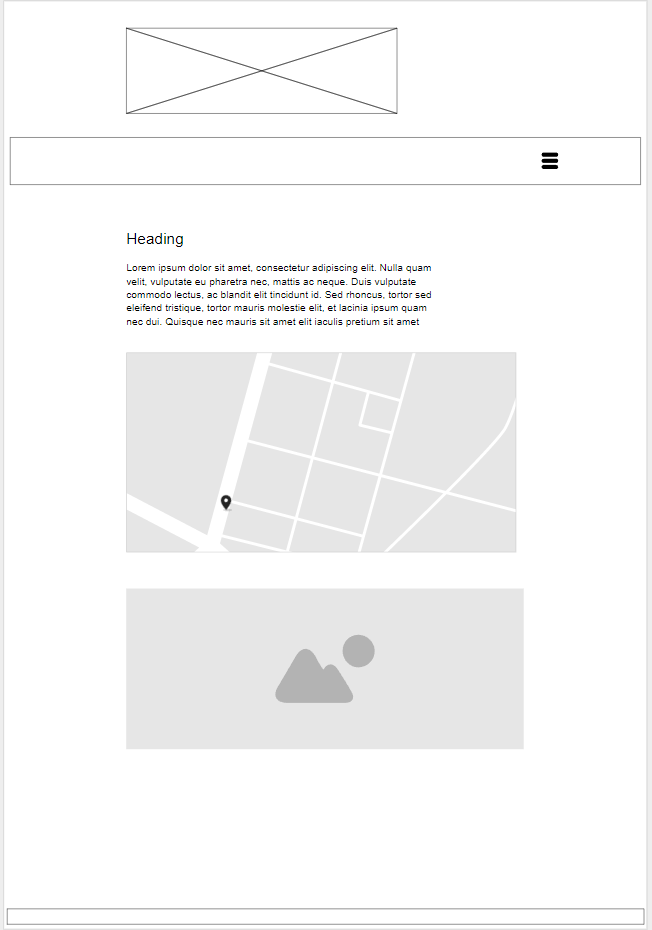 Heading
Lorem ipsum dolor sit amet, consectetur adipiscing elit. Nulla quam
velit, vulputate eu pharetra nec, mattis ac neque. Duis vulputate
commodo lectus, ac blandit elit tincidunt id. Sed rhoncus, tortor sed
eleifend tristique, tortor mauris molestie elit, et lacinia ipsum quam
nec dui. Quisque nec mauris sit amet elit iaculis pretium sit amet